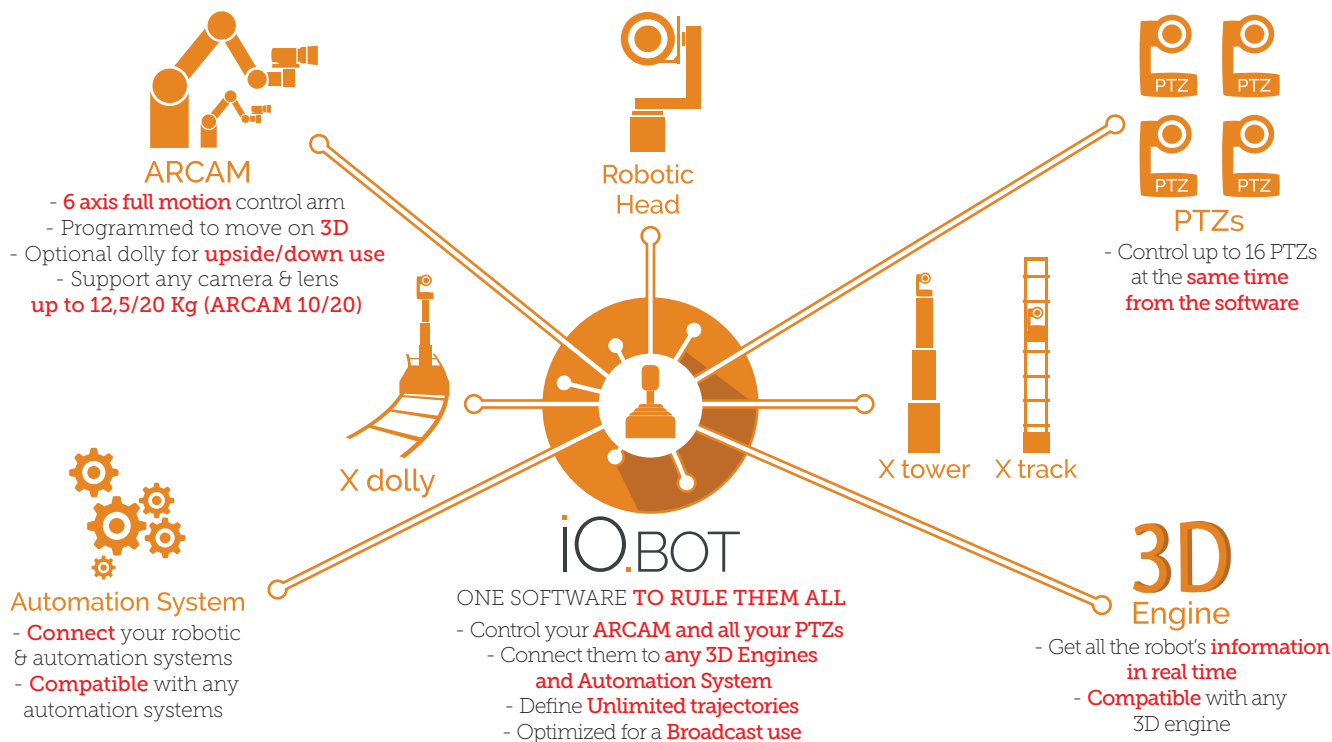 ARCAM
- 6 axis full motion control arm
- Programmed to move on 3D
- Optional dolly for upside/down use
- Support any camera & lens
up to 12,5/20 Kg (ARCAM 10/20)
Robotic
Head
PTZ PTZ
PTZ PTZ
PTZs
- Control up to 16 PTZs
at the same time
from the software
X dolly
X tower
X track
Automation System
- Connect your robotic
& automation systems
- Compatible with any
automation systems
iO.BOT
ONE SOFTWARE TO RULE THEM ALL
- Control your ARCAM and all your PTZs
- Connect them to any 3D Engines
and Automation System
- Define Unlimited trajectories
- Optimized for a Broadcast use
3D
Engine
- Get all the robot's information
in real time
- Compatible with any
3D engine